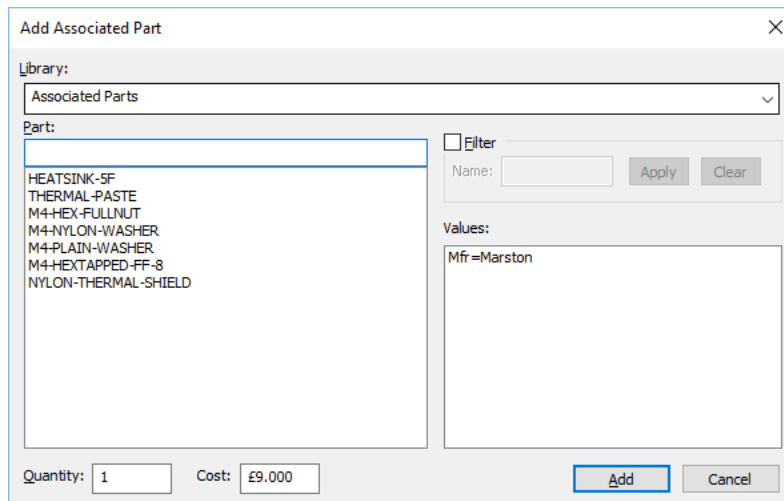 Add Associated Part
Library:
Associated Parts
Part:
HEATSINK-5F
THERMAL-PASTE
M4-HEX-FULLNUT
M4-NYLON-WASHER
M4-PLAIN-WASHER
M4-HEXTAPPED-FF-8
NYLON-THERMAL-SHIELD
Filter
Name: Apply Clear
Values:
Mfr=Marston
Quantity: 1 Cost: £9.000 Add Cancel